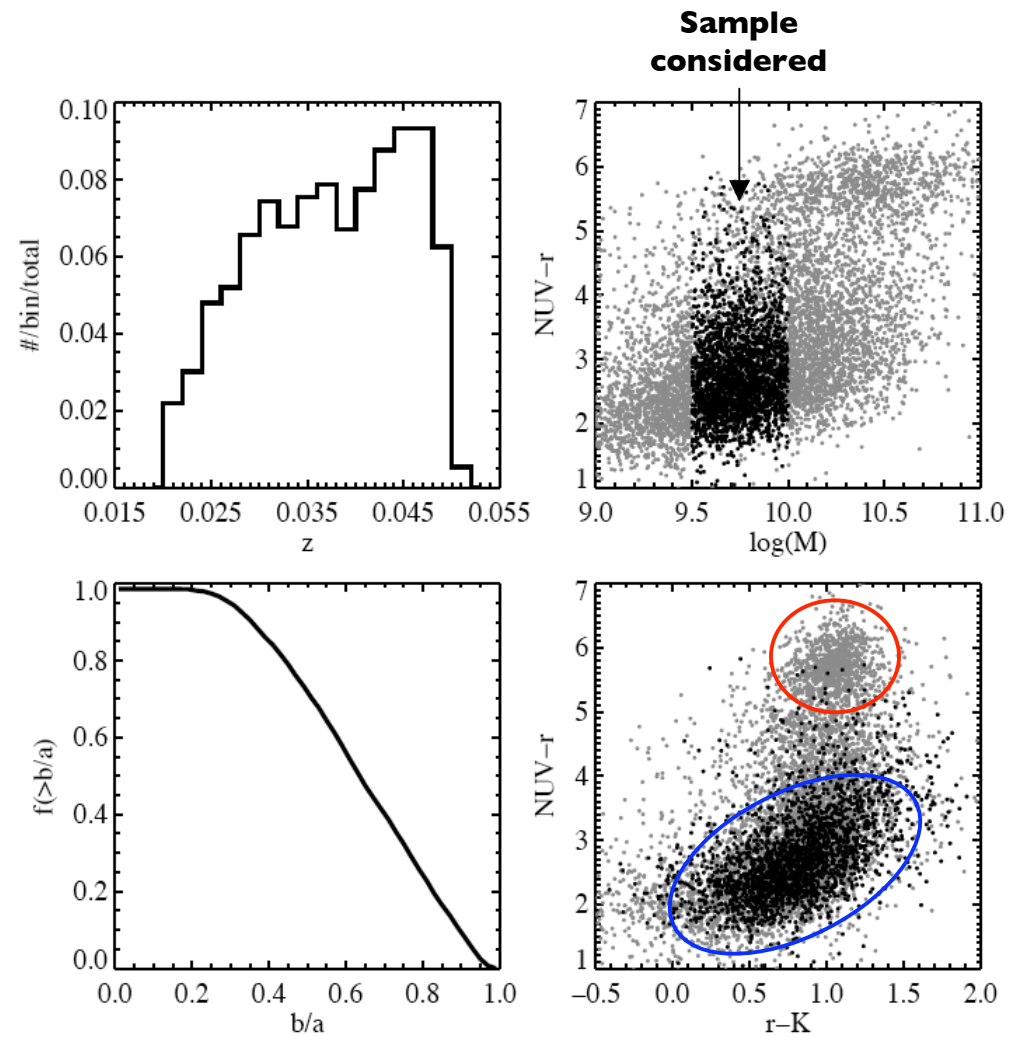 Sample
considered
0.10
0.08
0.06
0.04
0.02
0.00
#/bin/total
0.015 0.025 0.035 0.045 0.055
z
7
6
5
4
3
2
1
NUV−r
9.0 9.5 10.0 10.5 11.0
log(M)
1.0
0.8
0.6
0.4
0.2
0.0
f(>b/a)
0.0 0.2 0.4 0.6 0.8 1.0
b/a
7
6
5
4
3
2
1
NUV−r
−0.5 0.0 0.5 1.0 1.5 2.0
r−K